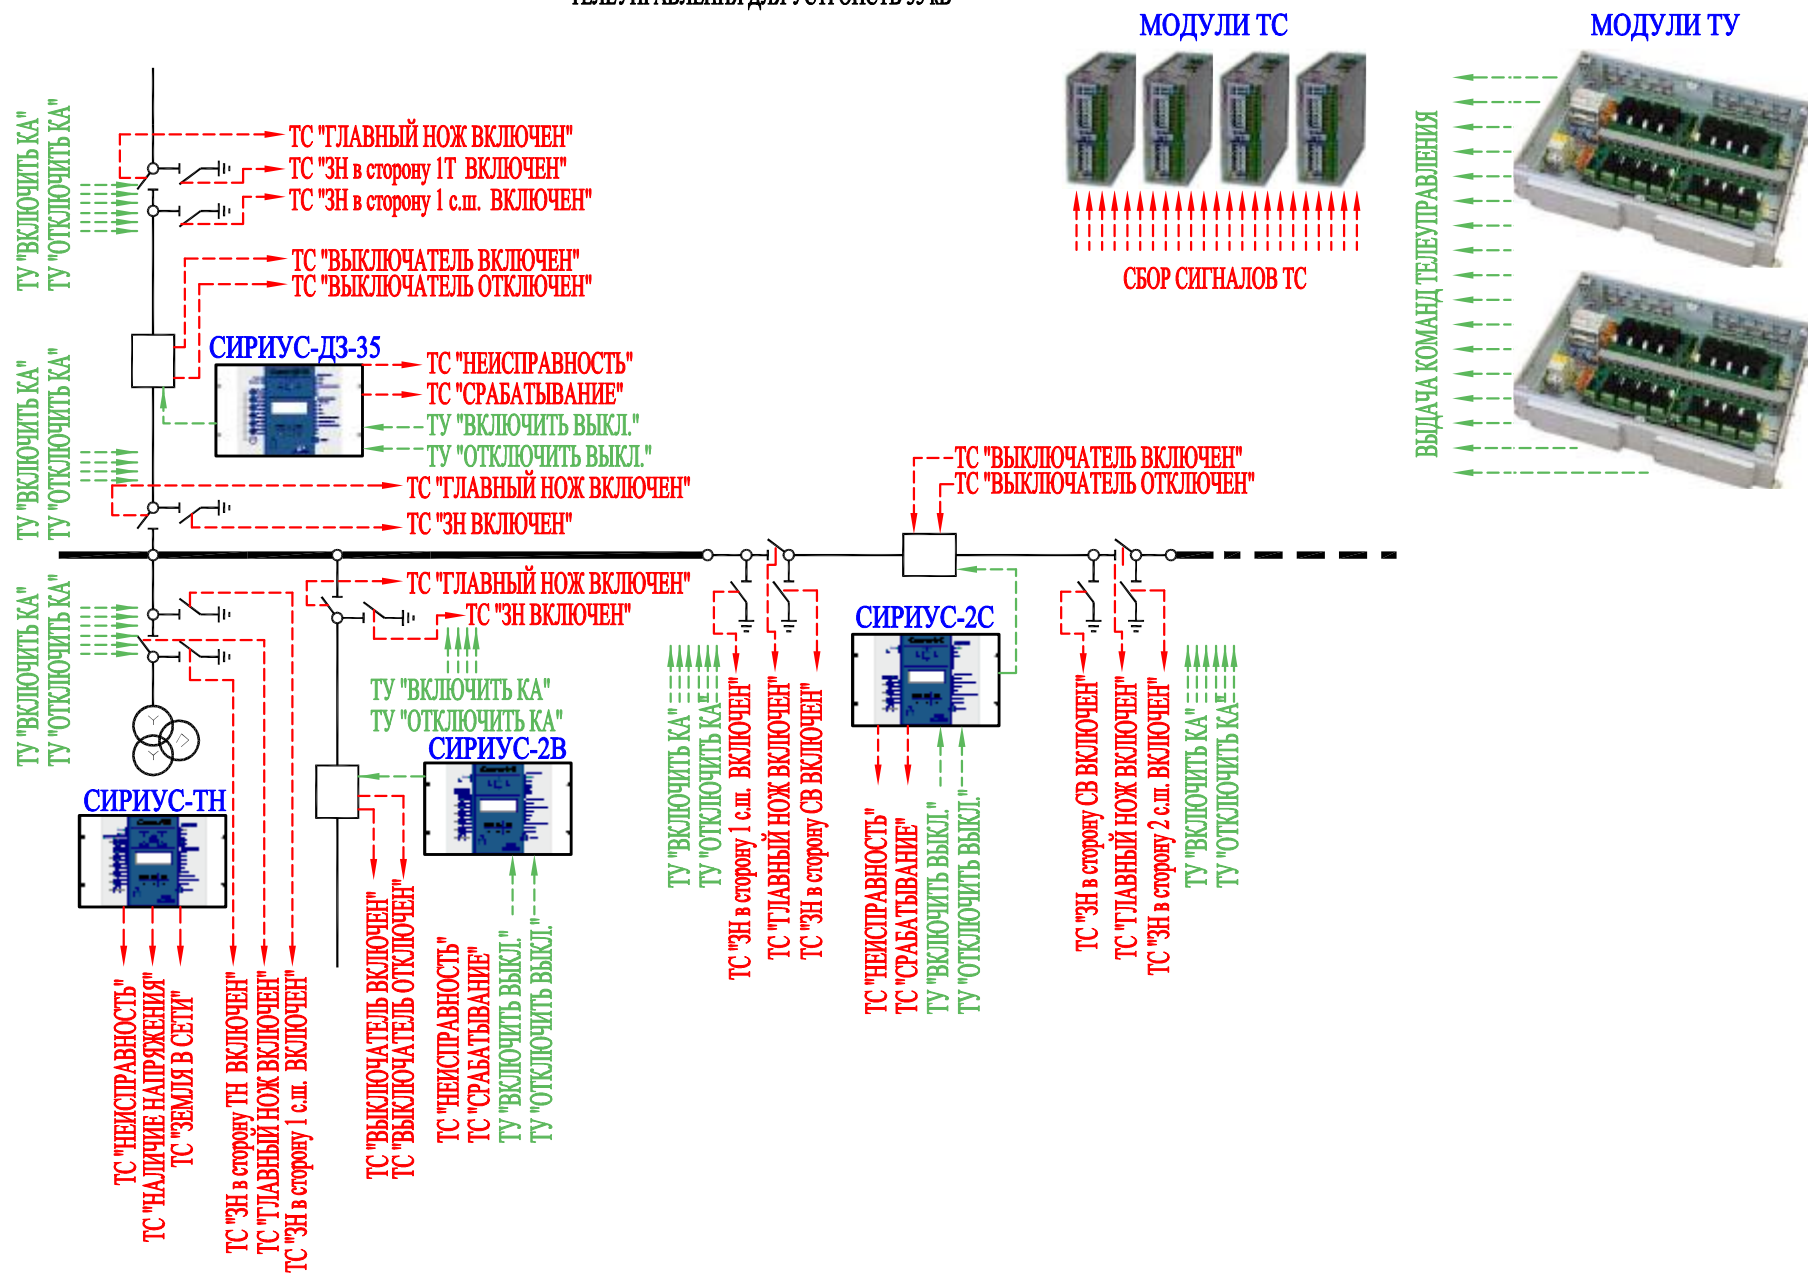 ТЕЛЕУПРАВЛЕНИЯ ДЛЯ УСТРОЙСТВ 35 кВ
МОДУЛИ ТС
МОДУЛИ ТУ
ТУ "ВКЛЮЧИТЬ КА"
ТУ "ОТКЛЮЧИТЬ КА"
ТС "ГЛАВНЫЙ НОЖ ВКЛЮЧЕН"
ТС "ЗН в сторону 1Т ВКЛЮЧЕН"
ТС "ЗН в сторону 1 с.ш. ВКЛЮЧЕН"
ТС "ВЫКЛЮЧАТЕЛЬ ВКЛЮЧЕН"
ТС "ВЫКЛЮЧАТЕЛЬ ОТКЛЮЧЕН"
СБОР СИГНАЛОВ ТС
ВЫДАЧА КОМАНД ТЕЛЕУПРАВЛЕНИЯ
СИРИУС-ДЗ-35
ТС "НЕИСПРАВНОСТЬ"
ТС "СРАБАТЫВАНИЕ"
ТУ "ВКЛЮЧИТЬ ВЫКЛ."
ТУ "ОТКЛЮЧИТЬ ВЫКЛ."
ТУ "ВКЛЮЧИТЬ КА"
ТУ "ОТКЛЮЧИТЬ КА"
ТС "ГЛАВНЫЙ НОЖ ВКЛЮЧЕН"
ТС "ЗН ВКЛЮЧЕН"
ТС "ВЫКЛЮЧАТЕЛЬ ВКЛЮЧЕН"
ТС "ВЫКЛЮЧАТЕЛЬ ОТКЛЮЧЕН"
ТУ "ВКЛЮЧИТЬ КА"
ТУ "ОТКЛЮЧИТЬ КА"
ТС "ГЛАВНЫЙ НОЖ ВКЛЮЧЕН"
ТС "ЗН ВКЛЮЧЕН"
ТУ "ВКЛЮЧИТЬ КА"
ТУ "ОТКЛЮЧИТЬ КА"
СИРИУС-2В
СИРИУС-ТН
СИРИУС-2С
ТС "НЕИСПРАВНОСТЬ"
ТС "НАЛИЧИЕ НАПРЯЖЕНИЯ"
ТС "ЗЕМЛЯ В СЕТИ"
ТС "ЗН в сторону ТН ВКЛЮЧЕН"
ТС "ГЛАВНЫЙ НОЖ ВКЛЮЧЕН"
ТС "ЗН в сторону 1 с.ш. ВКЛЮЧЕН"
ТС "ВЫКЛЮЧАТЕЛЬ ВКЛЮЧЕН"
ТС "ВЫКЛЮЧАТЕЛЬ ОТКЛЮЧЕН"
ТС "НЕИСПРАВНОСТЬ"
ТС "СРАБАТЫВАНИЕ"
ТУ "ВКЛЮЧИТЬ ВЫКЛ."
ТУ "ОТКЛЮЧИТЬ ВЫКЛ."
ТУ "ВКЛЮЧИТЬ КА"
ТУ "ОТКЛЮЧИТЬ КА"
ТС "ЗН в сторону 1 с.ш. ВКЛЮЧЕН"
ТС "ГЛАВНЫЙ НОЖ ВКЛЮЧЕН"
ТС "ЗН в сторону СВ ВКЛЮЧЕН"
ТС "НЕИСПРАВНОСТЬ"
ТС "СРАБАТЫВАНИЕ"
ТУ "ВКЛЮЧИТЬ ВЫКЛ."
ТУ "ОТКЛЮЧИТЬ ВЫКЛ."
ТС "ЗН в сторону СВ ВКЛЮЧЕН"
ТС "ГЛАВНЫЙ НОЖ ВКЛЮЧЕН"
ТС "ЗН в сторону 2 с.ш. ВКЛЮЧЕН"
ТУ "ВКЛЮЧИТЬ КА"
ТУ "ОТКЛЮЧИТЬ КА"